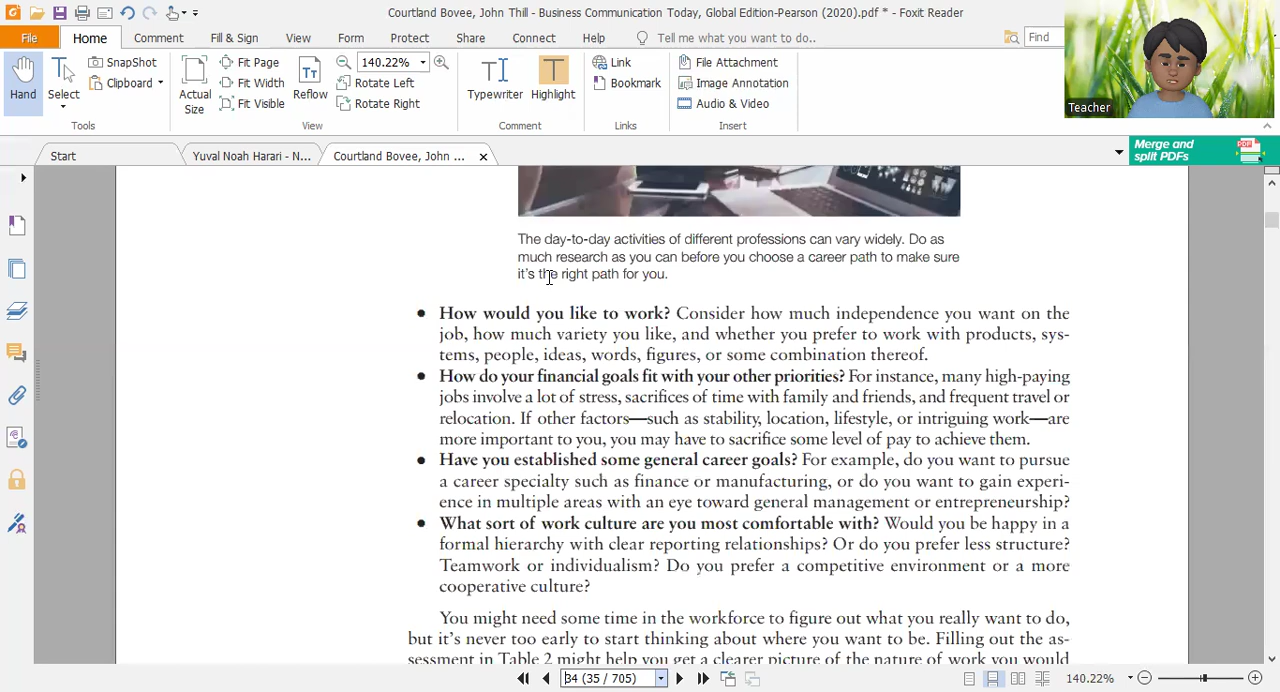 Courtland Bovee, John Thill - Business Communication Today, Global Edition-Pearson (2020).pdf * - Foxit Reader
File Home Comment Fill & Sign View Form Protect Share Connect Help Tell me what you want to do.. Find
Hand Select SnapShot Clipboard
Tools
Actual Size Fit Page Fit Width Fit Visible Reflow 140.22% Rotate Left Rotate Right
View
Typewriter Highlight
Comment
Link Bookmark
Links
File Attachment Image Annotation Audio & Video
Insert
Teacher
Start Yuval Noah Harari - N... Courtland Bovee, John ...
Merge and
split PDFs
The day-to-day activities of different professions can vary widely. Do as
much research as you can before you choose a career path to make sure
it's the right path for you.
● How would you like to work? Consider how much independence you want on the
job, how much variety you like, and whether you prefer to work with products, sys-
tems, people, ideas, words, figures, or some combination thereof.
● How do your financial goals fit with your other priorities? For instance, many high-paying
jobs involve a lot of stress, sacrifices of time with family and friends, and frequent travel or
relocation. If other factors—such as stability, location, lifestyle, or intriguing work—are
more important to you, you may have to sacrifice some level of pay to achieve them.
● Have you established some general career goals? For example, do you want to pursue
a career specialty such as finance or manufacturing, or do you want to gain experi-
ence in multiple areas with an eye toward general management or entrepreneurship?
● What sort of work culture are you most comfortable with? Would you be happy in a
formal hierarchy with clear reporting relationships? Or do you prefer less structure?
Teamwork or individualism? Do you prefer a competitive environment or a more
cooperative culture?
You might need some time in the workforce to figure out what you really want to do,
but it's never too early to start thinking about where you want to be. Filling out the as-
sessment in Table 2 might help you get a clearer picture of the nature of work you would
34 (35 / 705) 140.22%